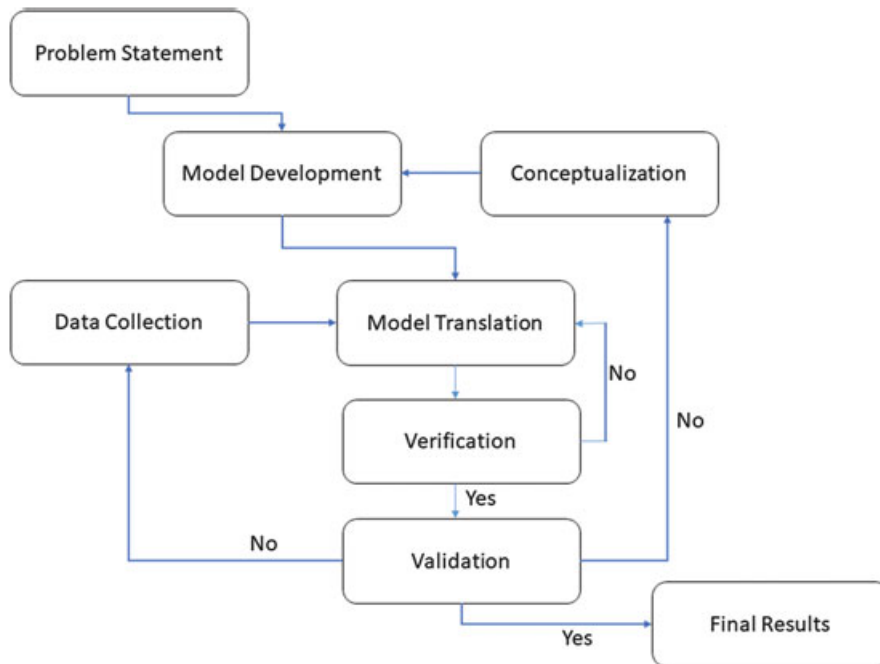 Problem Statement
Model Development
Conceptualization
Data Collection
Model Translation
No
Verification
No
Yes
No
Validation
Yes
Final Results